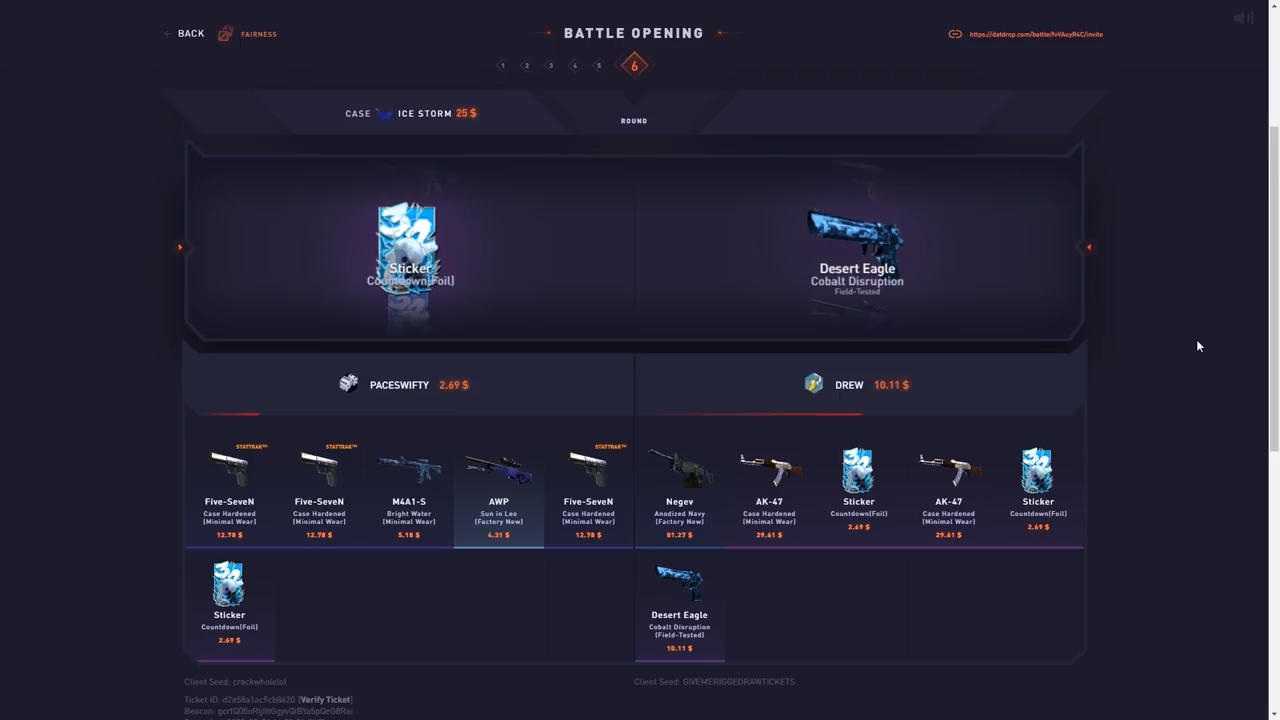 BACK
FAIRNESS
BATTLE OPENING
https://datdrop.com/battle/fvVAuyR4C/invite
1 2 3 4 5 6
CASE ICE STORM 25 $
ROUND
Sticker
Countdown(Foil)
Desert Eagle
Cobalt Disruption
Field-Tested
PACESWIFTY 2.69 $
DREW 10.11 $
STATTRAK™
Five-SeveN
Case Hardened
(Minimal Wear)
12.78 $
STATTRAK™
Five-SeveN
Case Hardened
(Minimal Wear)
12.78 $
M4A1-S
Bright Water
(Minimal Wear)
5.18 $
AWP
Sun in Leo
(Factory New)
4.31 $
STATTRAK™
Five-SeveN
Case Hardened
(Minimal Wear)
12.78 $
Negev
Anodized Navy
(Factory New)
81.27 $
AK-47
Case Hardened
(Minimal Wear)
29.61 $
Sticker
Countdown(Foil)
2.69 $
AK-47
Case Hardened
(Minimal Wear)
29.61 $
Sticker
Countdown(Foil)
2.69 $
Sticker
Countdown(Foil)
2.69 $
Desert Eagle
Cobalt Disruption
(Field-Tested)
10.11 $
Client Seed: crackwholelot
Client Seed: GIVEMERIGGEDRAWTICKETS
Ticket ID: d2a58a1ac9cb8620 [Verify Ticket]
Beacon: